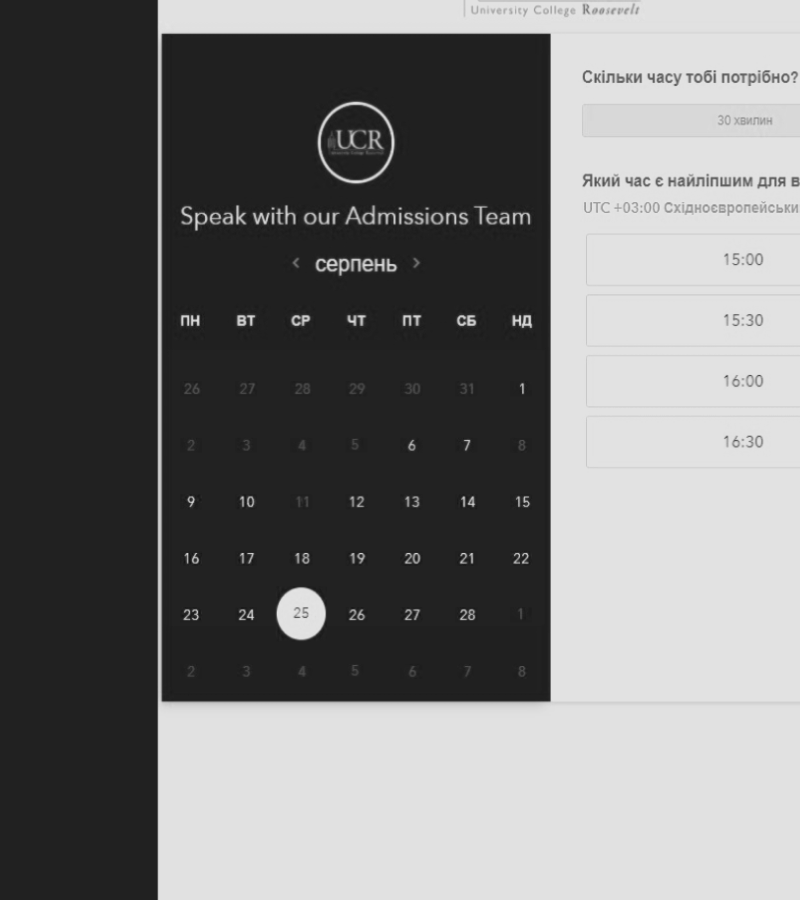 University College Roosevelt
UCR
Speak with our Admissions Team
< серпень >
ПН ВТ СР ЧТ ПТ СБ НД
26 27 28 29 30 31 1
2 3 4 5 6 7 8
9 10 11 12 13 14 15
16 17 18 19 20 21 22
23 24 25 26 27 28 1
2 3 4 5 6 7 8
Скільки часу тобі потрібно?
30 хвилин
Який час є найліпшим для в
UTC +03:00 Східноєвропейськи
15:00
15:30
16:00
16:30